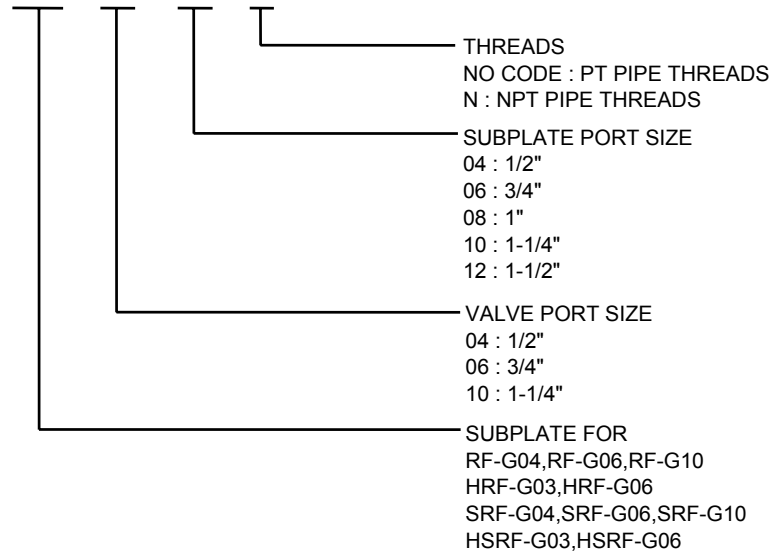 THREADS
NO CODE : PT PIPE THREADS
N : NPT PIPE THREADS
SUBPLATE PORT SIZE
04 : 1/2"
06 : 3/4"
08 : 1"
10 : 1-1/4"
12 : 1-1/2"
VALVE PORT SIZE
04 : 1/2"
06 : 3/4"
10 : 1-1/4"
SUBPLATE FOR
RF-G04,RF-G06,RF-G10
HRF-G03,HRF-G06
SRF-G04,SRF-G06,SRF-G10
HSRF-G03,HSRF-G06